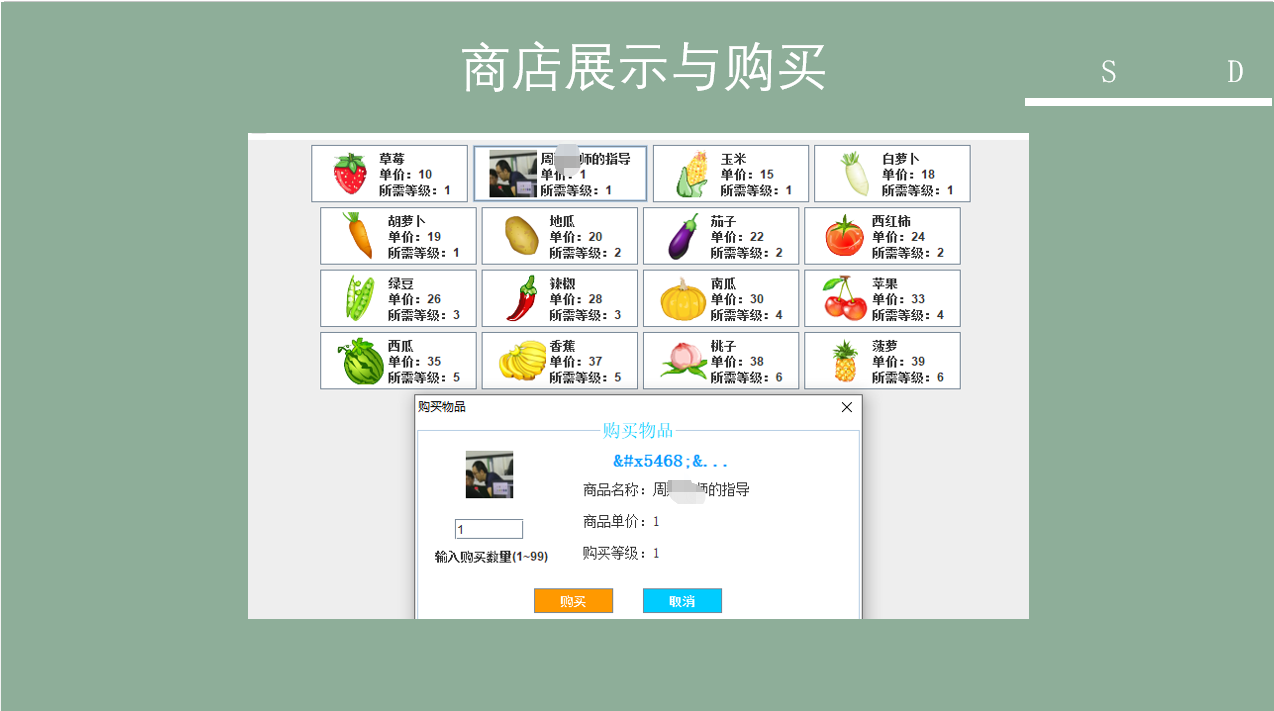 商店展示与购买
S D
草莓
单价：10
所需等级：1
周 师的指导
单价：1
所需等级：1
玉米
单价：15
所需等级：1
白萝卜
单价：18
所需等级：1
胡萝卜
单价：19
所需等级：1
地瓜
单价：20
所需等级：2
茄子
单价：22
所需等级：2
西红柿
单价：24
所需等级：2
绿豆
单价：26
所需等级：3
辣椒
单价：28
所需等级：3
南瓜
单价：30
所需等级：4
苹果
单价：33
所需等级：4
西瓜
单价：35
所需等级：5
香蕉
单价：37
所需等级：5
桃子
单价：38
所需等级：6
菠萝
单价：39
所需等级：6
购买物品
购买物品
&#x5468;&...
商品名称：周 师的指导
商品单价：1
购买等级：1
1
输入购买数量(1~99)
购买
取消